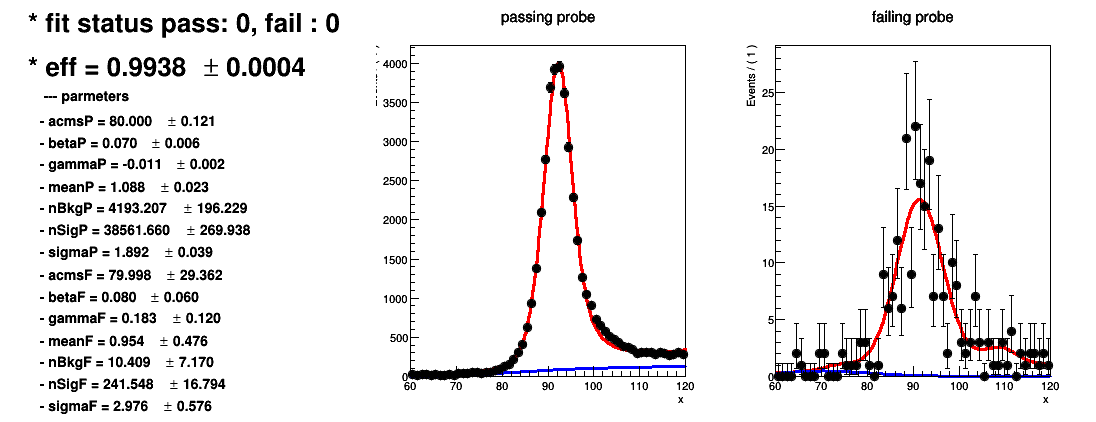 * fit status pass: 0, fail : 0
* eff = 0.9938 ± 0.0004
--- parmeters
- acmsP = 80.000 ± 0.121
- betaP = 0.070 ± 0.006
- gammaP = -0.011 ± 0.002
- meanP = 1.088 ± 0.023
- nBkgP = 4193.207 ± 196.229
- nSigP = 38561.660 ± 269.938
- sigmaP = 1.892 ± 0.039
- acmsF = 79.998 ± 29.362
- betaF = 0.080 ± 0.060
- gammaF = 0.183 ± 0.120
- meanF = 0.954 ± 0.476
- nBkgF = 10.409 ± 7.170
- nSigF = 241.548 ± 16.794
- sigmaF = 2.976 ± 0.576
passing probe
4000
3500
3000
2500
2000
1500
1000
500
0
60 70 80 90 100 110 120
x
failing probe
Events / ( 1 )
25
20
15
10
5
0
60 70 80 90 100 110 120
x